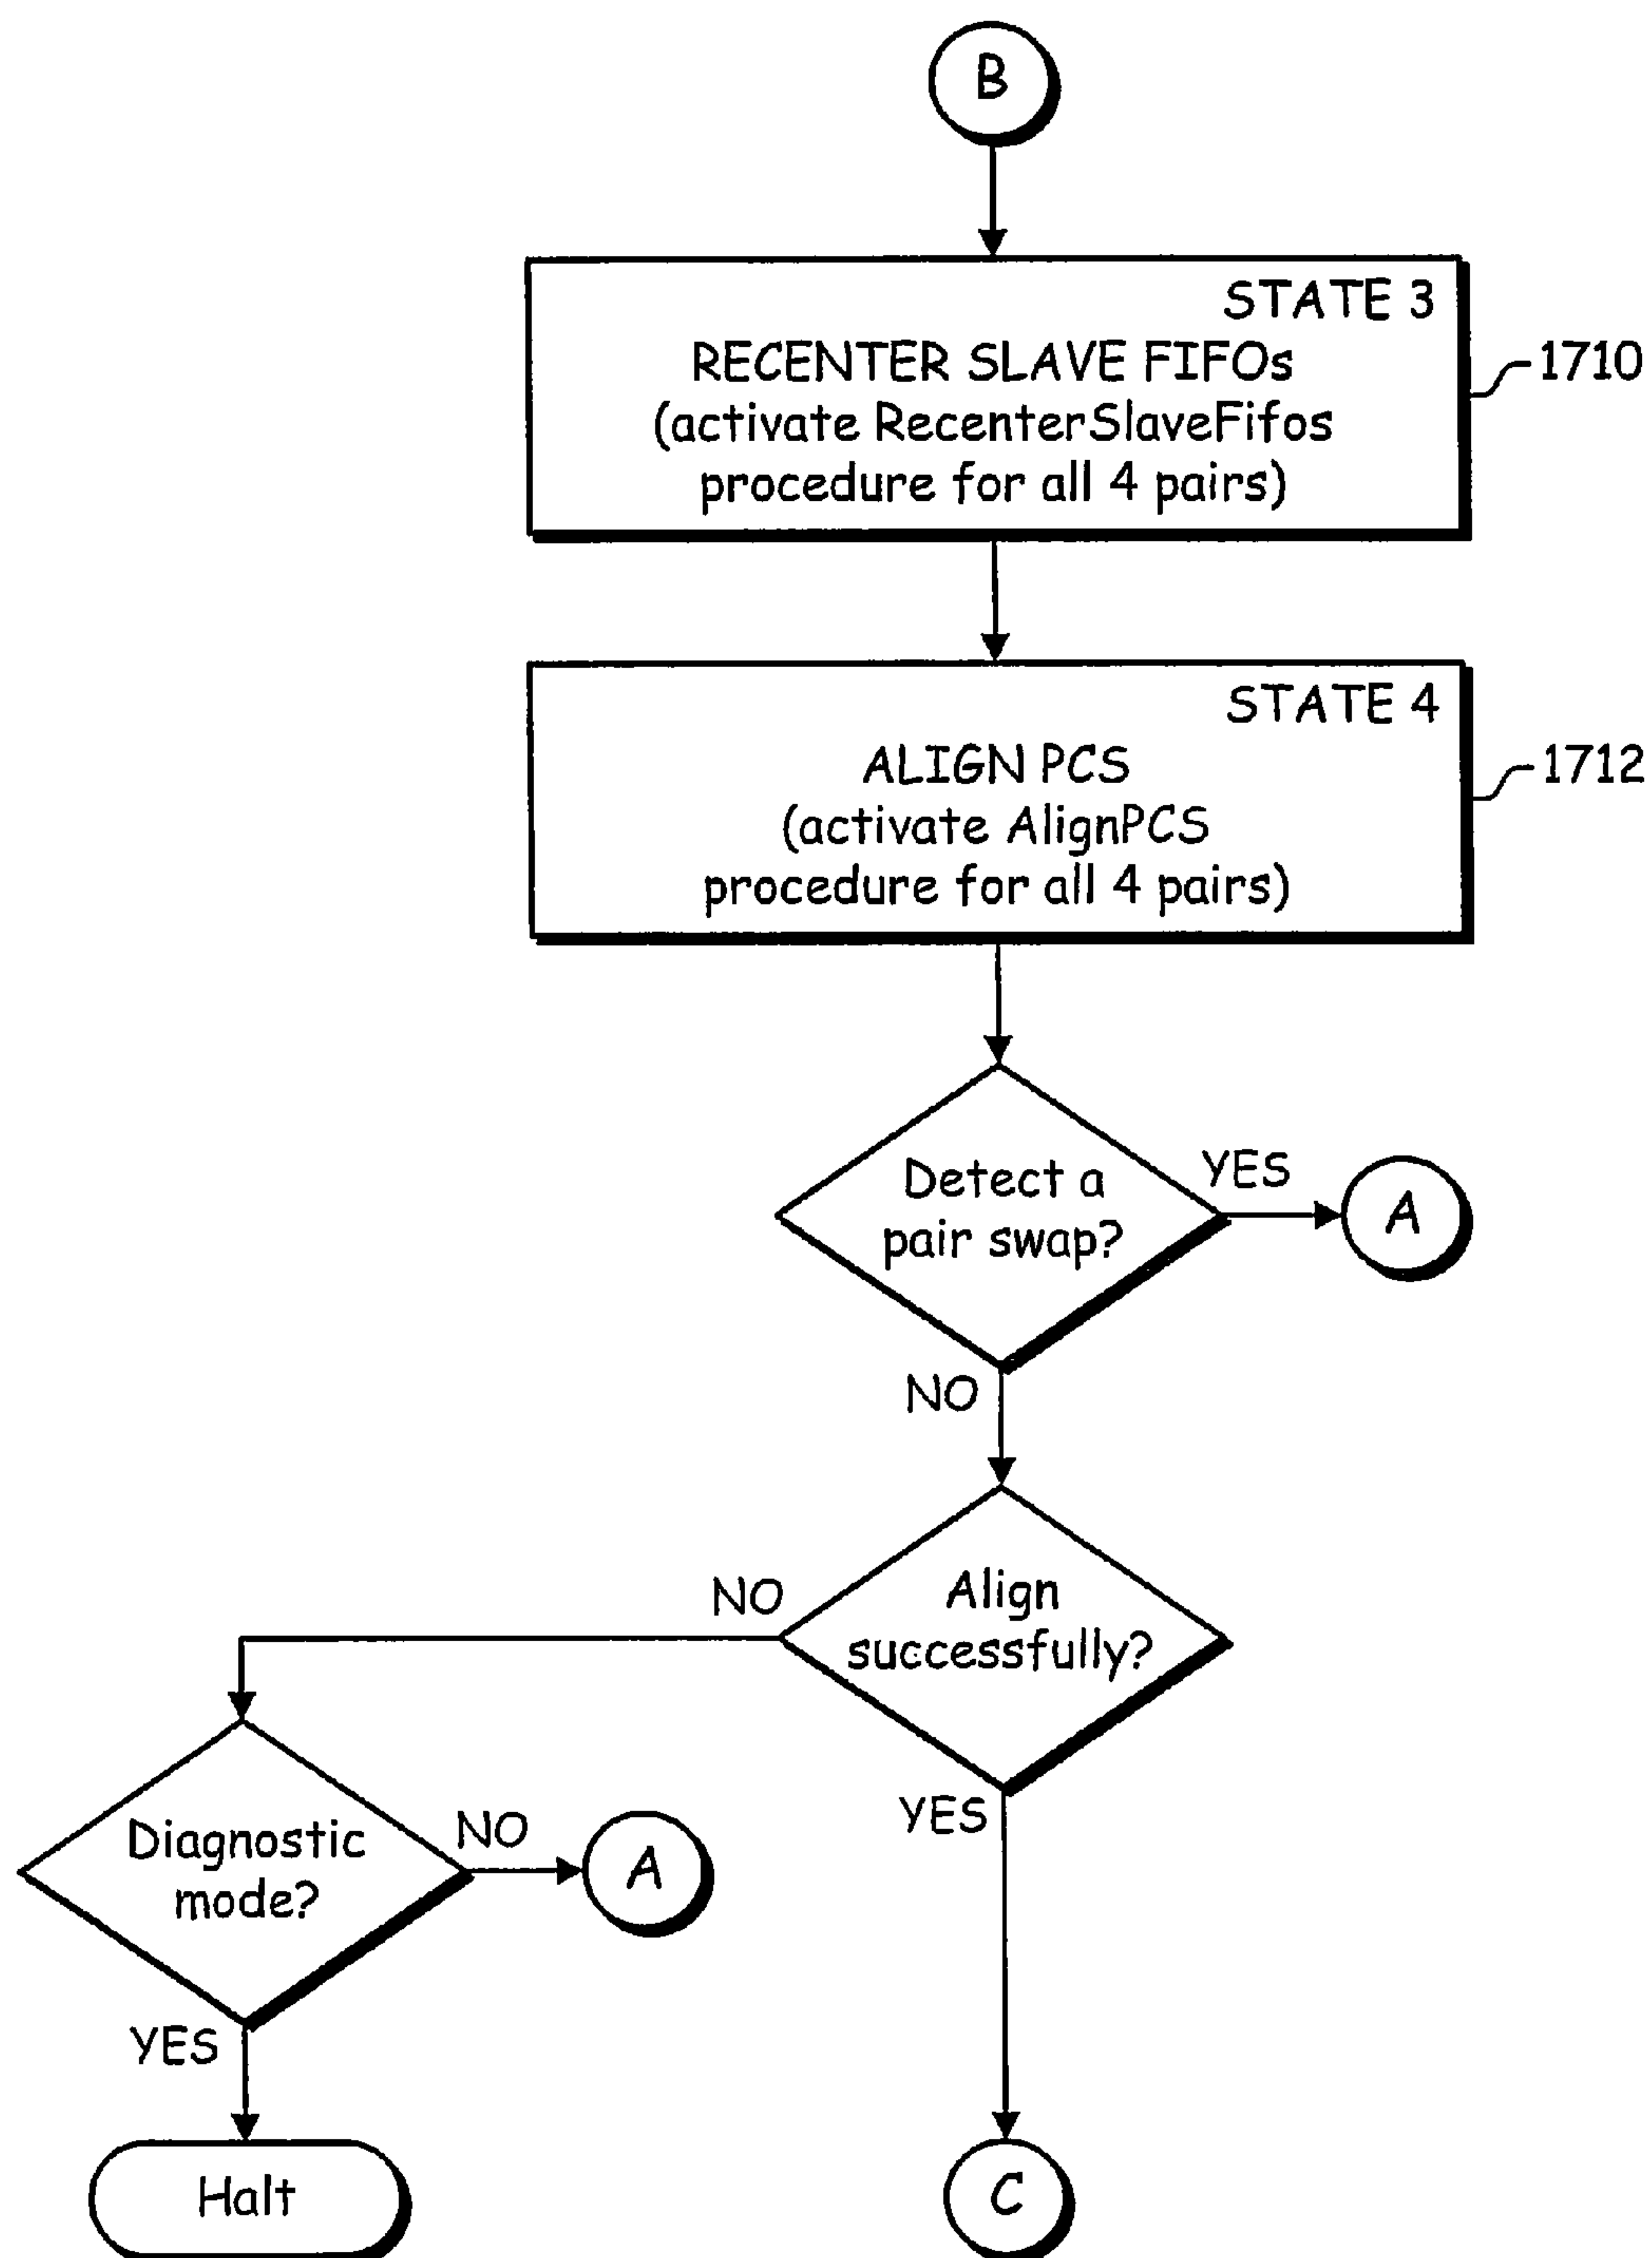 B
STATE 3
RECENTER SLAVE FIFOs
(activate RecenterSlaveFifos
procedure for all 4 pairs)
1710
STATE 4
ALIGN PCS
(activate AlignPCS
procedure for all 4 pairs)
1712
Detect a
pair swap?
YES
A
NO
Align
successfully?
NO
YES
Diagnostic
mode?
NO
A
YES
Halt
C